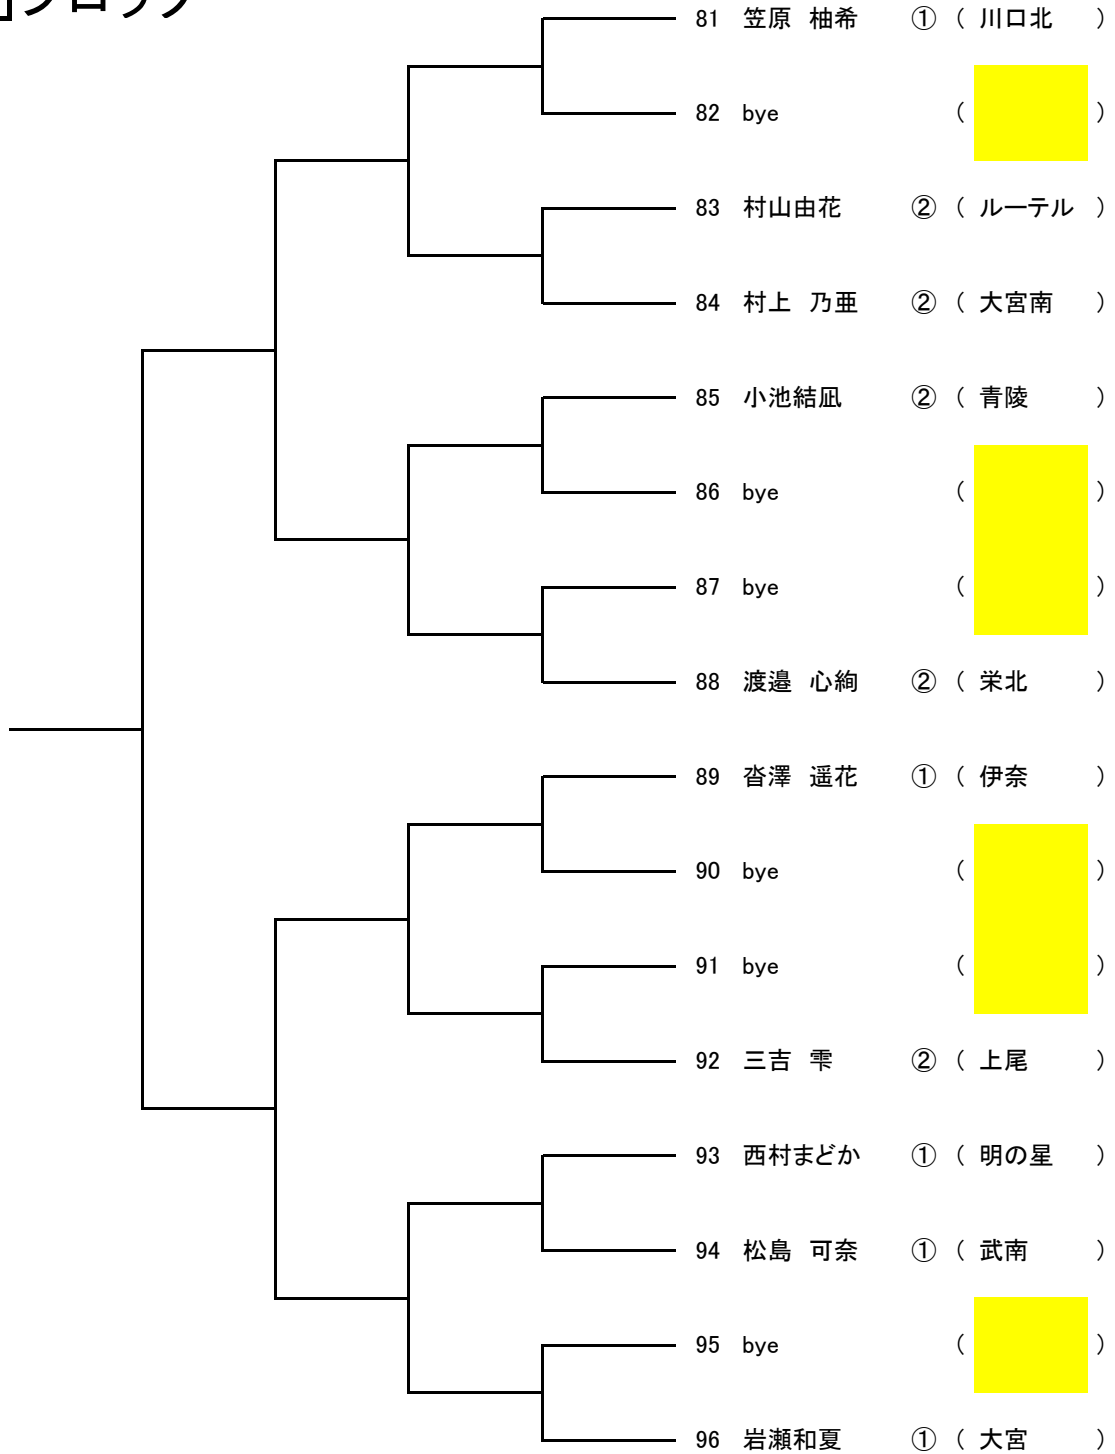 ブロック
81 笠原 柚希 ① ( 川口北 )
82 bye ( )
83 村山由花 ② ( ルーテル )
84 村上 乃亜 ② ( 大宮南 )
85 小池結凪 ② ( 青陵 )
86 bye ( )
87 bye ( )
88 渡邉 心絢 ② ( 栄北 )
89 沓澤 遥花 ① ( 伊奈 )
90 bye ( )
91 bye ( )
92 三吉 雫 ② ( 上尾 )
93 西村まどか ① ( 明の星 )
94 松島 可奈 ① ( 武南 )
95 bye ( )
96 岩瀬和夏 ① ( 大宮 )